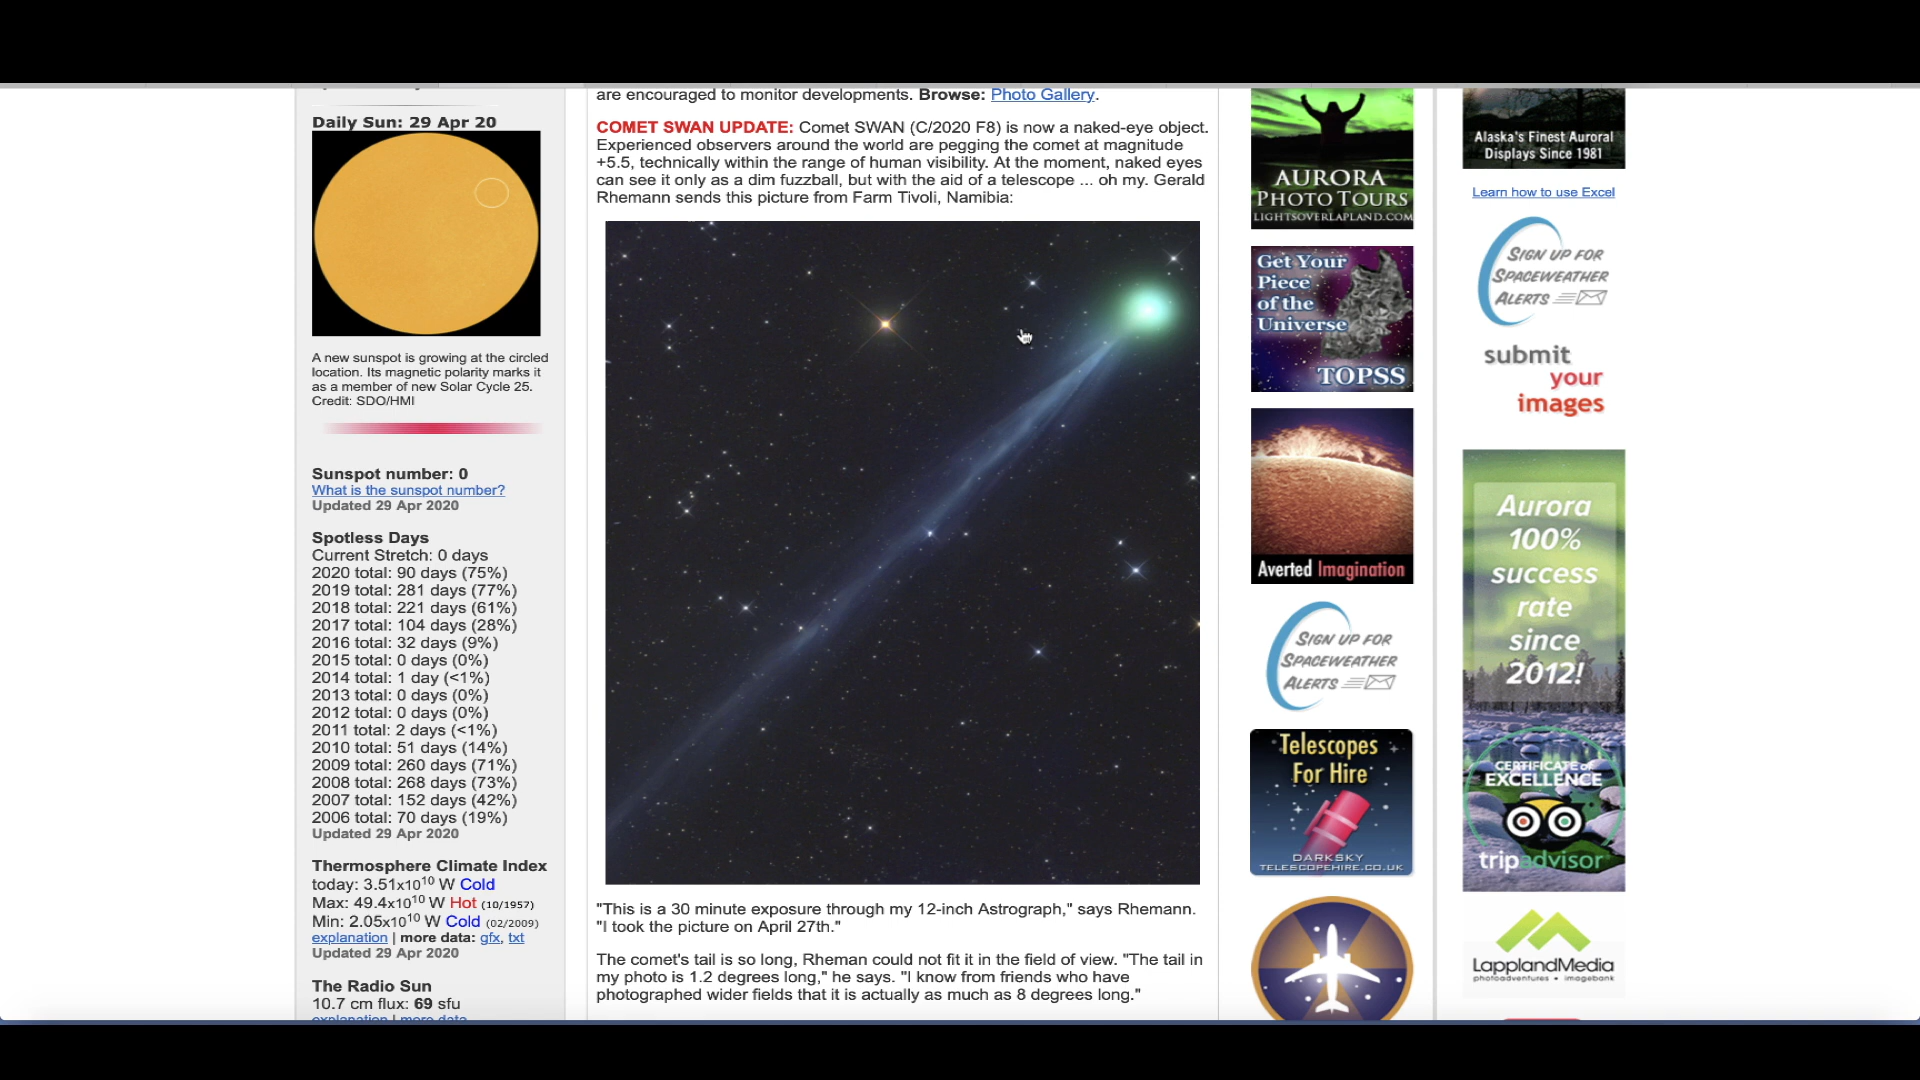 Daily Sun: 29 Apr 20
A new sunspot is growing at the circled
location. Its magnetic polarity marks it
as a member of new Solar Cycle 25.
Credit: SDO/HMI
Sunspot number: 0
What is the sunspot number?
Updated 29 Apr 2020
Spotless Days
Current Stretch: 0 days
2020 total: 90 days (75%)
2019 total: 281 days (77%)
2018 total: 221 days (61%)
2017 total: 104 days (28%)
2016 total: 32 days (9%)
2015 total: 0 days (0%)
2014 total: 1 day (<1%)
2013 total: 0 days (0%)
2012 total: 0 days (0%)
2011 total: 2 days (<1%)
2010 total: 51 days (14%)
2009 total: 260 days (71%)
2008 total: 268 days (73%)
2007 total: 152 days (42%)
2006 total: 70 days (19%)
Updated 29 Apr 2020
Thermosphere Climate Index
today: 3.51x10¹⁰ W Cold
Max: 49.4x10¹⁰ W Hot (10/1957)
Min: 2.05x10¹⁰ W Cold (02/2009)
explanation | more data: gfx, txt
Updated 29 Apr 2020
The Radio Sun
10.7 cm flux: 69 sfu
explanation | more data
are encouraged to monitor developments. Browse: Photo Gallery.
COMET SWAN UPDATE: Comet SWAN (C/2020 F8) is now a naked-eye object.
Experienced observers around the world are pegging the comet at magnitude
+5.5, technically within the range of human visibility. At the moment, naked eyes
can see it only as a dim fuzzball, but with the aid of a telescope ... oh my. Gerald
Rhemann sends this picture from Farm Tivoli, Namibia:
"This is a 30 minute exposure through my 12-inch Astrograph," says Rhemann.
"I took the picture on April 27th."
The comet's tail is so long, Rheman could not fit it in the field of view. "The tail in
my photo is 1.2 degrees long," he says. "I know from friends who have
photographed wider fields that it is actually as much as 8 degrees long."
AURORA
PHOTO TOURS
LIGHTSOVERLAPLAND.COM
Get Your
Piece
of the
Universe
TOPSS
Averted Imagination
SIGN UP FOR
SPACEWEATHER
ALERTS
Telescopes
For Hire
DARKSKY
TELESCOPEHIRE.CO.UK
Alaska's Finest Auroral
Displays Since 1981
Learn how to use Excel
SIGN UP FOR
SPACEWEATHER
ALERTS
submit
your
images
Aurora
100%
success
rate
since
2012!
CERTIFICATE of
EXCELLENCE
tripadvisor
LapplandMedia
photoadventures • imagebank